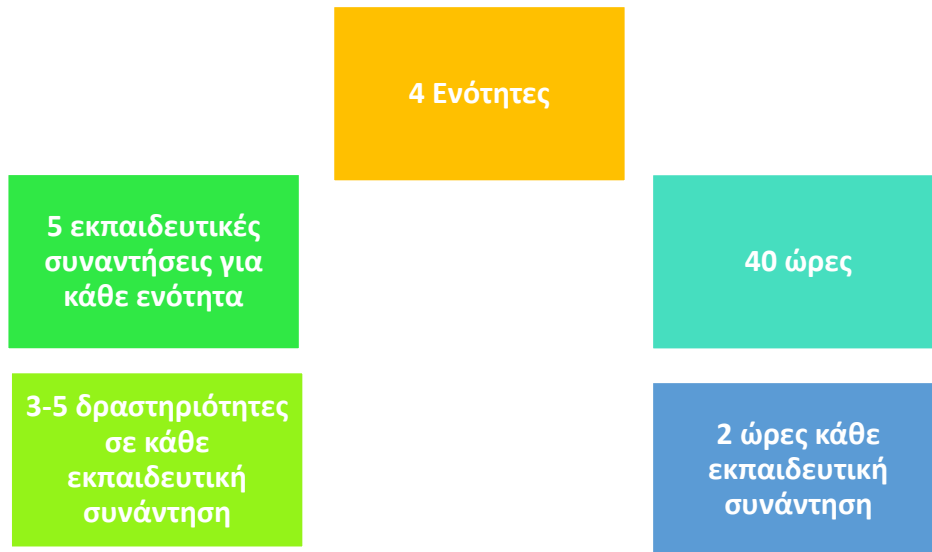 4 Ενότητες
5 εκπαιδευτικές
συναντήσεις για
κάθε ενότητα
40 ώρες
3-5 δραστηριότητες
σε κάθε
εκπαιδευτική
συνάντηση
2 ώρες κάθε
εκπαιδευτική
συνάντηση